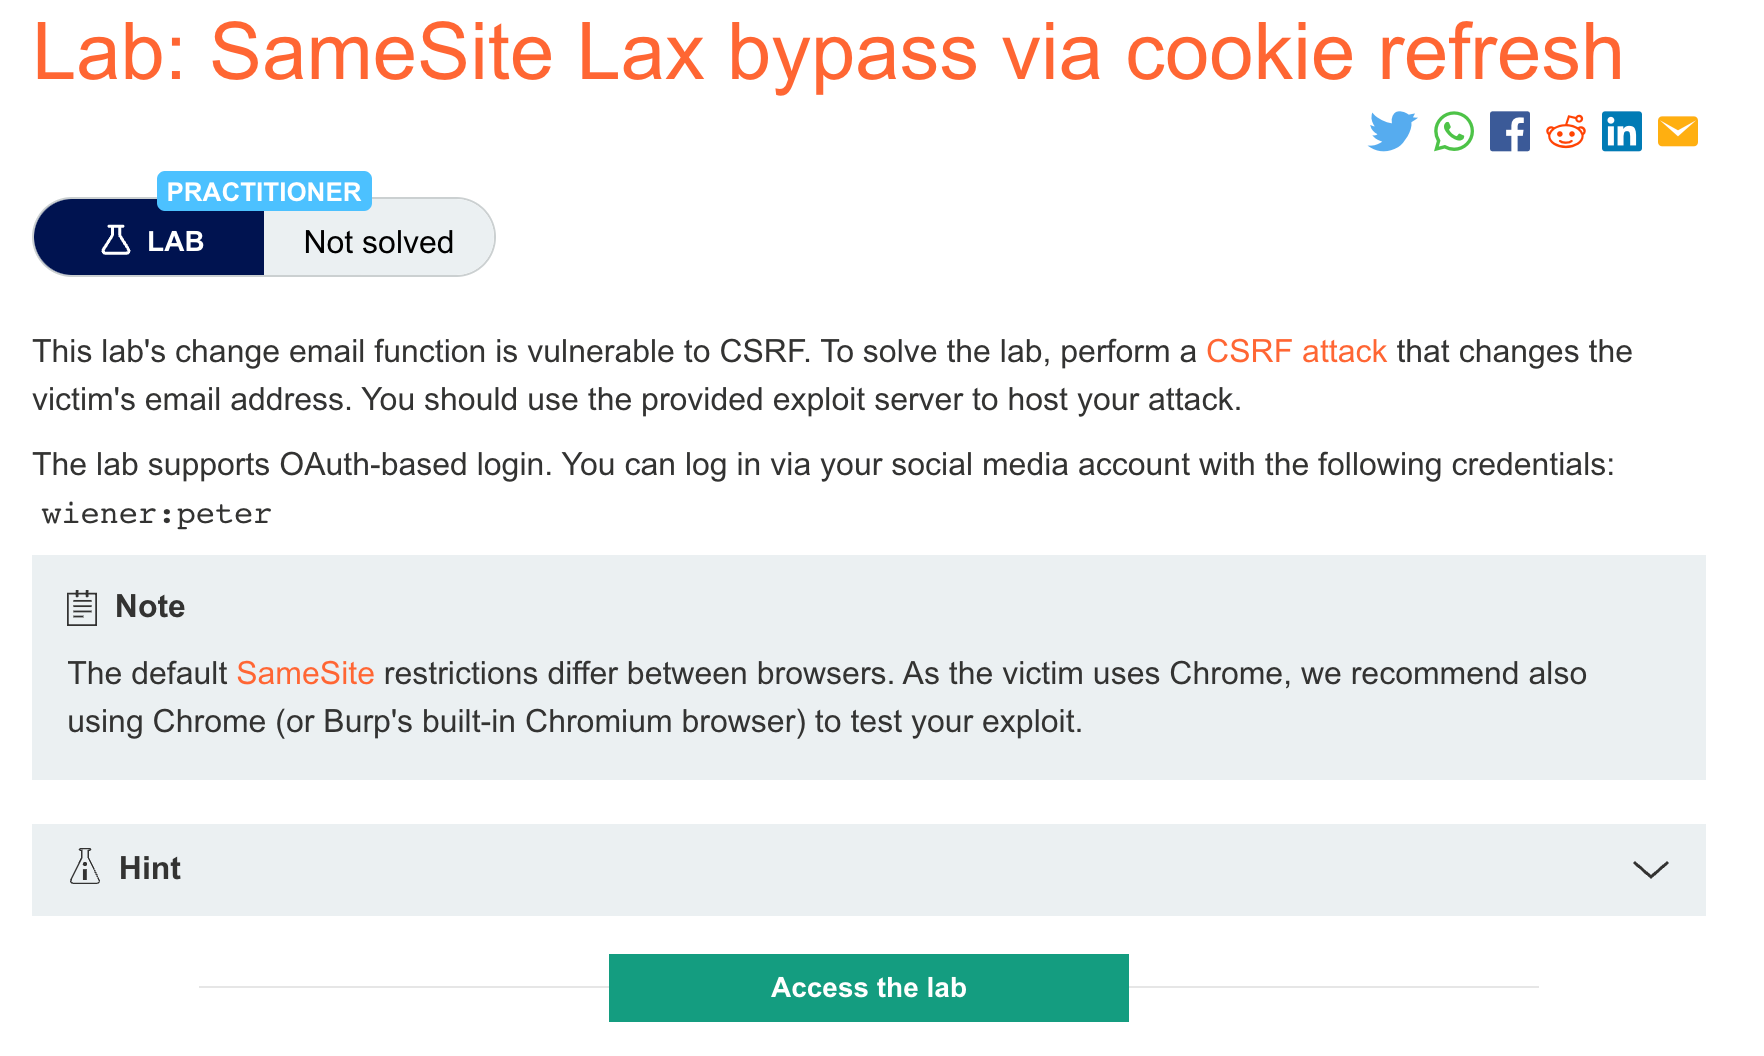 Lab: SameSite Lax bypass via cookie refresh
PRACTITIONER
LAB
Not solved
This lab's change email function is vulnerable to CSRF. To solve the lab, perform a CSRF attack that changes the
victim's email address. You should use the provided exploit server to host your attack.
The lab supports OAuth-based login. You can log in via your social media account with the following credentials:
wiener:peter
Note
The default SameSite restrictions differ between browsers. As the victim uses Chrome, we recommend also
using Chrome (or Burp's built-in Chromium browser) to test your exploit.
Hint
Access the lab